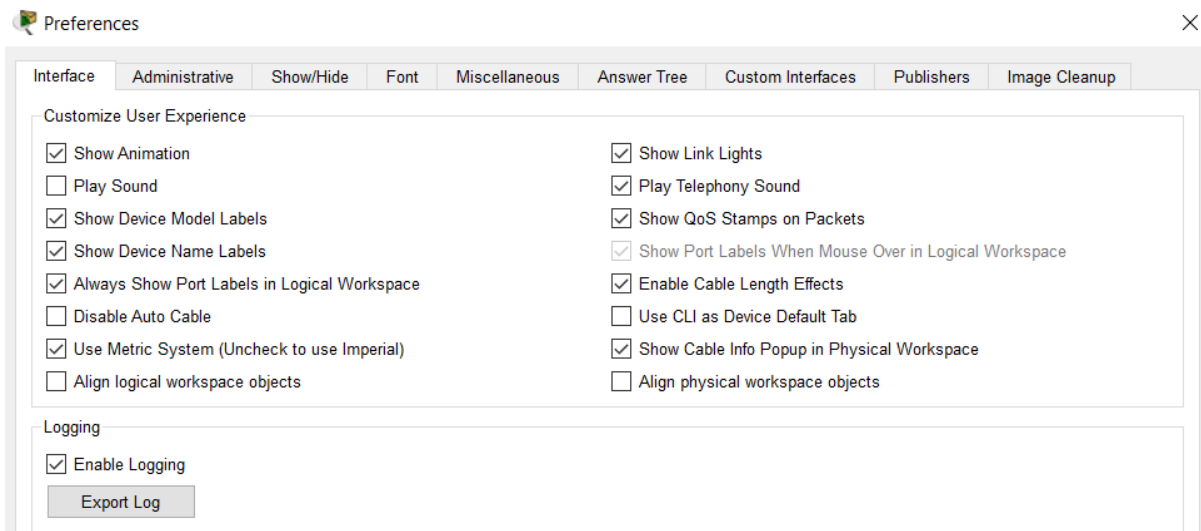 Preferences
Interface Administrative Show/Hide Font Miscellaneous Answer Tree Custom Interfaces Publishers Image Cleanup
Customize User Experience
Show Animation
Play Sound
Show Device Model Labels
Show Device Name Labels
Always Show Port Labels in Logical Workspace
Disable Auto Cable
Use Metric System (Uncheck to use Imperial)
Align logical workspace objects
Show Link Lights
Play Telephony Sound
Show QoS Stamps on Packets
Show Port Labels When Mouse Over in Logical Workspace
Enable Cable Length Effects
Use CLI as Device Default Tab
Show Cable Info Popup in Physical Workspace
Align physical workspace objects
Logging
Enable Logging
Export Log